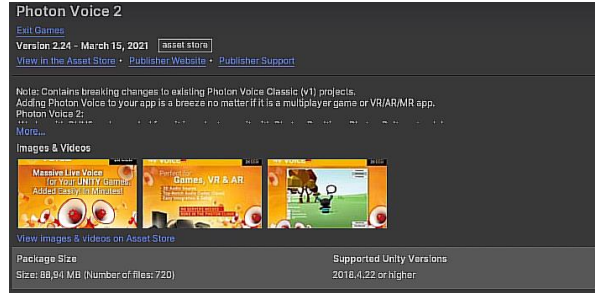 Photon Voice 2
Exit Games
Version 2.24 - March 15, 2021 asset store
View in the Asset Store • Publisher Website • Publisher Support
Note: Contains breaking changes to existing Photon Voice Classic (v1) projects.
Adding Photon Voice to your app is a breeze no matter if it is a multiplayer game or VR/AR/MR app.
Photon Voice 2:
More...
Images & Videos
Massive Live Voice
for Your UNITY Games.
Added Easily! In Minutes!
Perfect for
Games, VR & AR
View images & videos on Asset Store
Package Size
Supported Unity Versions
Size: 88,94 MB (Number of files: 720)
2018.4.22 or higher